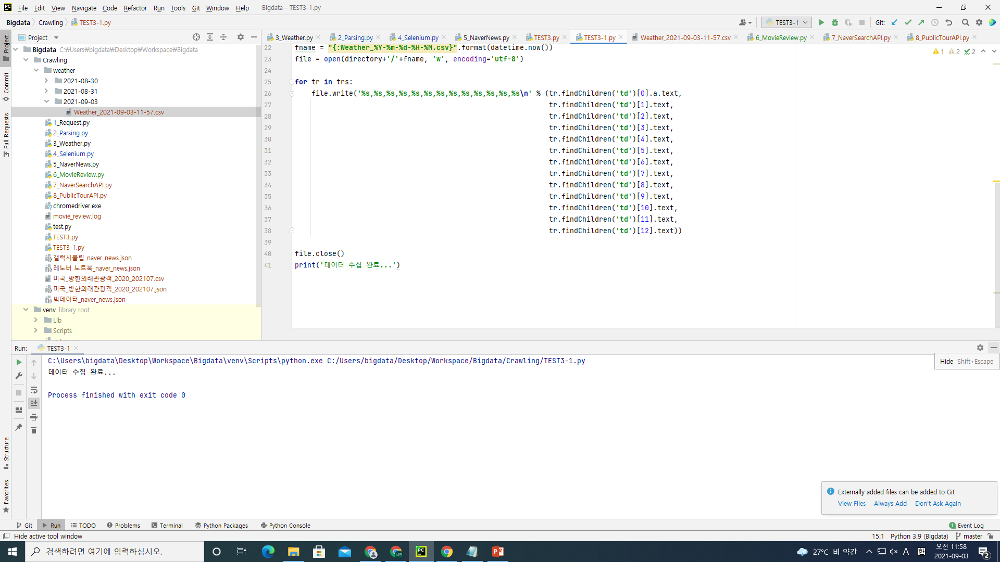 PC File Edit View Navigate Code Refactor Run Tools Git Window Help Bigdata - TEST3-1.py
Bigdata Crawling TEST3-1.py TEST3-1 Git:
Project
3_Weather.py 2_Parsing.py 4_Selenium.py 5_NaverNews.py TEST3.py TEST3-1.py Weather_2021-09-03-11-57.csv 6_MovieReview.py 7_NaverSearchAPI.py 8_PublicTourAPI.py
Project
Commit
Pull Requests
Structure
Favorites
Bigdata C:₩Users₩bigdata₩Desktop₩Workspace₩Bigdata
Crawling
weather
2021-08-30
2021-08-31
2021-09-03
Weather_2021-09-03-11-57.csv
1_Request.py
2_Parsing.py
3_Weather.py
4_Selenium.py
5_NaverNews.py
6_MovieReview.py
7_NaverSearchAPI.py
8_PublicTourAPI.py
chromedriver.exe
movie_review.log
test.py
TEST3.py
TEST3-1.py
갤럭시플립_naver_news.json
레노버 노트북_naver_news.json
미국_방한외래관광객_2020_202107.csv
미국_방한외래관광객_2020_202107.json
빅데이터_naver_news.json
venv library root
Lib
Scripts
1 2 2
22 fname = "{:Weather_%Y-%m-%d-%H-%M.csv}".format(datetime.now())
23 file = open(directory+'/'+fname, 'w', encoding='utf-8')
24
25 for tr in trs:
26 file.write('%s,%s,%s,%s,%s,%s,%s,%s,%s,%s,%s,%s,%s\n' % (tr.findChildren('td')[0].a.text,
27 tr.findChildren('td')[1].text,
28 tr.findChildren('td')[2].text,
29 tr.findChildren('td')[3].text,
30 tr.findChildren('td')[4].text,
31 tr.findChildren('td')[5].text,
32 tr.findChildren('td')[6].text,
33 tr.findChildren('td')[7].text,
34 tr.findChildren('td')[8].text,
35 tr.findChildren('td')[9].text,
36 tr.findChildren('td')[10].text,
37 tr.findChildren('td')[11].text,
38 tr.findChildren('td')[12].text))
39
40 file.close()
41 print('데이터 수집 완료...')
Run: TEST3-1
C:\Users\bigdata\Desktop\Workspace\Bigdata\venv\Scripts\python.exe C:/Users/bigdata/Desktop/Workspace/Bigdata/Crawling/TEST3-1.py
데이터 수집 완료...
Process finished with exit code 0
Hide Shift+Escape
Externally added files can be added to Git
View Files Always Add Don't Ask Again
Git Run TODO Problems Terminal Python Packages Python Console 1 Event Log
Hide active tool window 15:1 Python 3.9 (Bigdata) master
검색하려면 여기에 입력하십시오. PC 27°C 비 약간 A 한 오전 11:58
2021-09-03 2